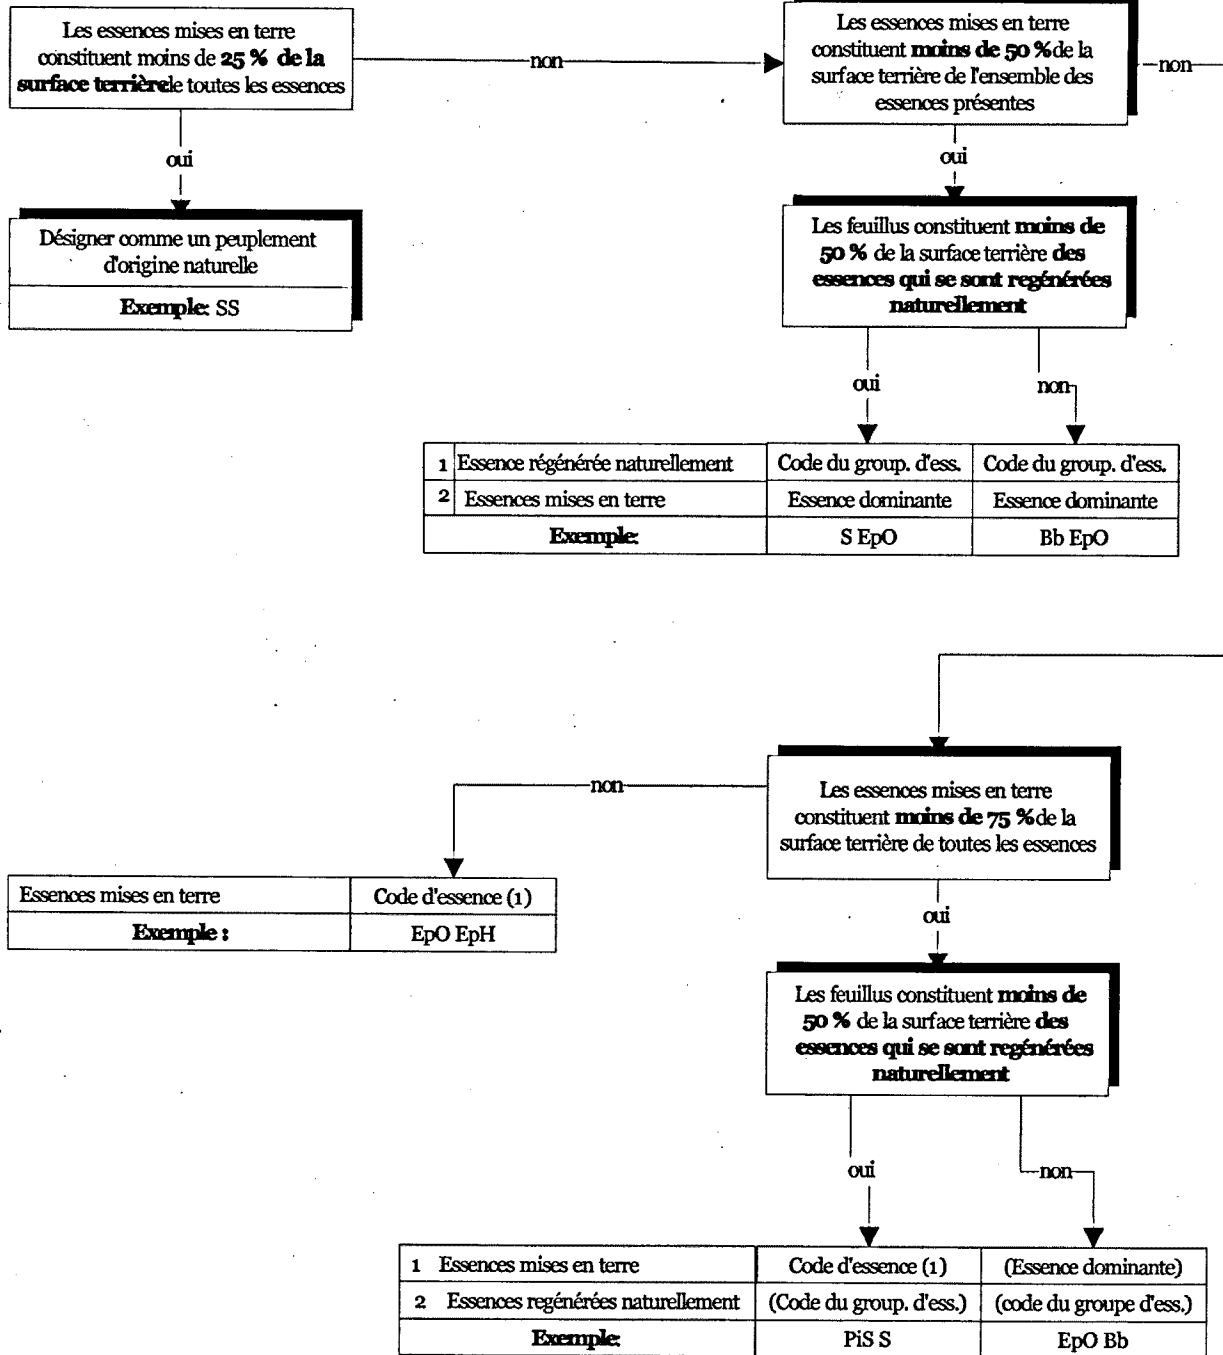 Les essences mises en terre
constituent moins de 25 % de la
surface terrière de toutes les essences
non
Les essences mises en terre
constituent moins de 50 % de la
surface terrière de l'ensemble des
essences présentes
non
oui
oui
Désigner comme un peuplement
d'origine naturelle
Exemple: SS
Les feuillus constituent moins de
50 % de la surface terrière des
essences qui se sont regénérées
naturellement
oui
non
1 Essence régénérée naturellement Code du group. d'ess. Code du group. d'ess.
2 Essences mises en terre Essence dominante Essence dominante
Exemple: S EpO Bb EpO
non
Les essences mises en terre
constituent moins de 75 % de la
surface terrière de toutes les essences
Essences mises en terre Code d'essence (1)
Exemple : EpO EpH
oui
Les feuillus constituent moins de
50 % de la surface terrière des
essences qui se sont regénérées
naturellement
oui
non
1 Essences mises en terre Code d'essence (1) (Essence dominante)
2 Essences regénérées naturellement (Code du group. d'ess.) (code du groupe d'ess.)
Exemple: PiS S EpO Bb